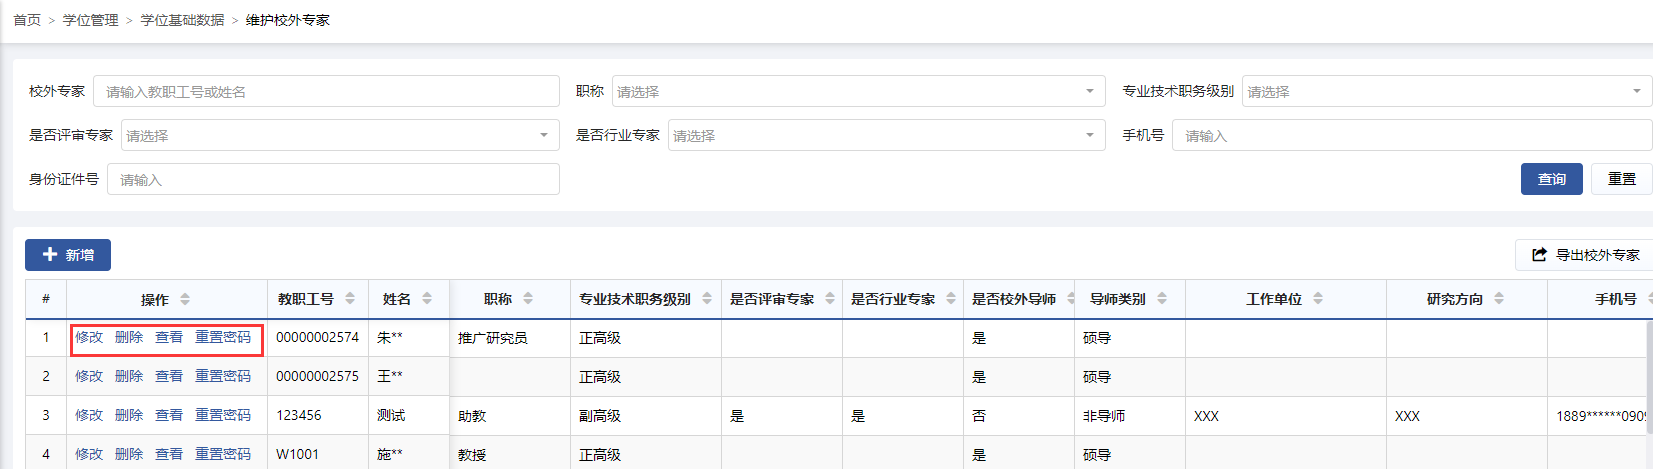 首页 > 学位管理 > 学位基础数据 > 维护校外专家
校外专家 请输入教职工号或姓名 职称 请选择 专业技术职务级别 请选择
是否评审专家 请选择 是否行业专家 请选择 手机号 请输入
身份证件号 请输入 查询 重置
新增 导出校外专家
# 操作 教职工号 姓名 职称 专业技术职务级别 是否评审专家 是否行业专家 是否校外导师 导师类别 工作单位 研究方向 手机号
1 修改 删除 查看 重置密码 00000002574 朱** 推广研究员 正高级 是 硕导
2 修改 删除 查看 重置密码 00000002575 王** 正高级 是 硕导
3 修改 删除 查看 重置密码 123456 测试 助教 副高级 是 是 否 非导师 XXX XXX 1889******0909
4 修改 删除 查看 重置密码 W1001 施** 教授 正高级 是 硕导